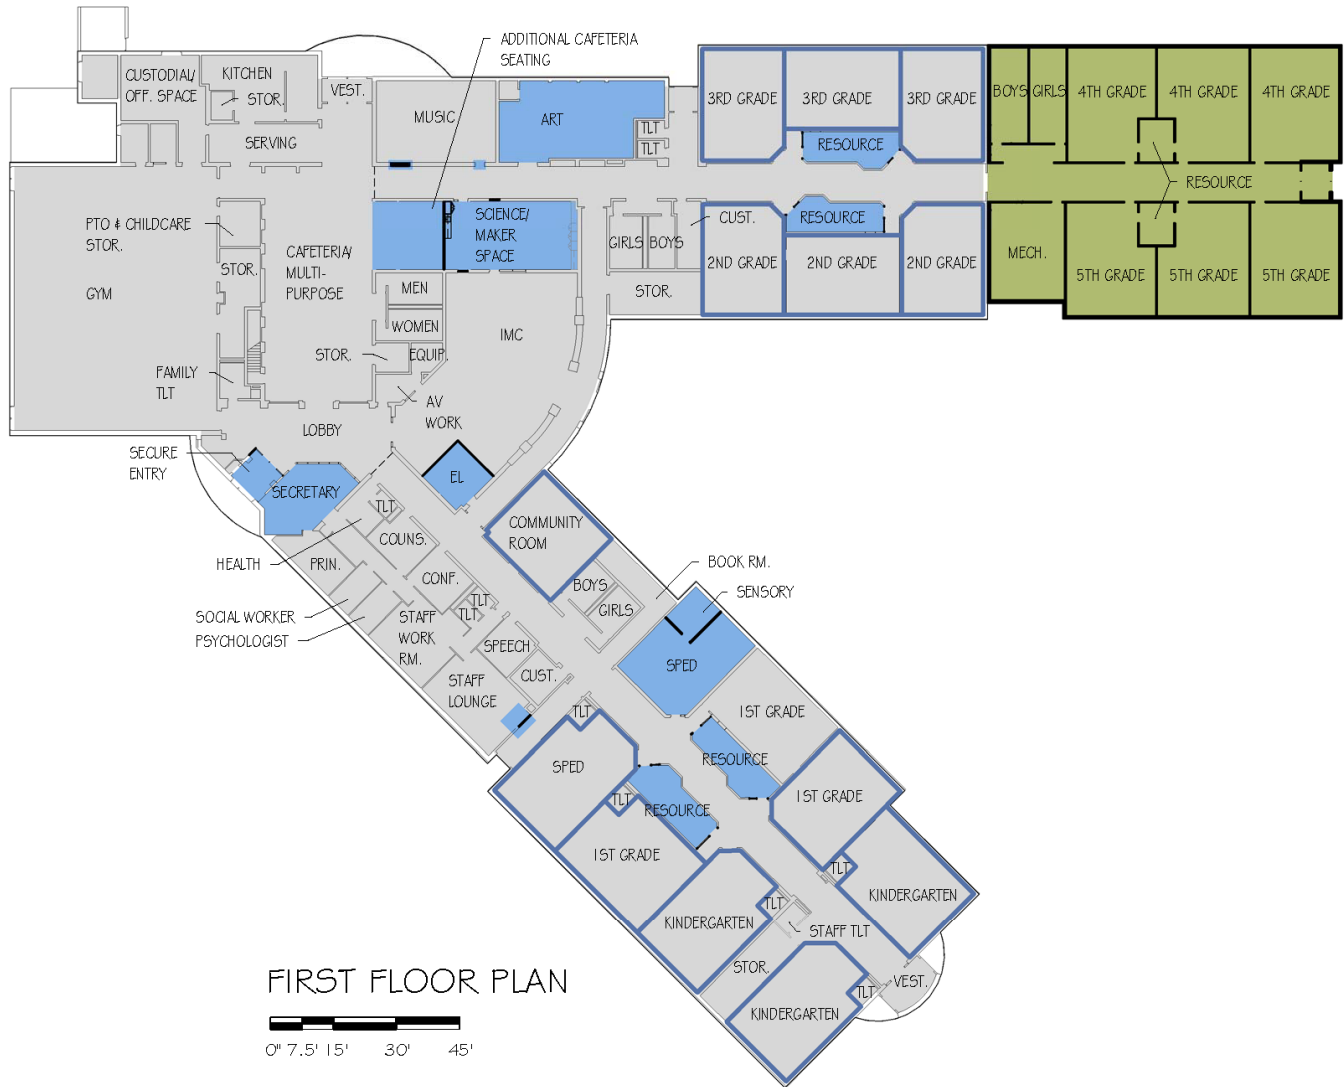 ADDITIONAL CAFETERIA
SEATING
CUSTODIAL/
OFF. SPACE
KITCHEN
STOR.
VEST.
SERVING
MUSIC
ART
TLT
TLT
3RD GRADE
3RD GRADE
3RD GRADE
RESOURCE
BOYS
GIRLS
4TH GRADE
4TH GRADE
4TH GRADE
RESOURCE
PTO & CHILDCARE
STOR.
STOR.
GYM
CAFETERIA/
MULTI-
PURPOSE
SCIENCE/
MAKER
SPACE
GIRLS
BOYS
CUST.
STOR.
RESOURCE
2ND GRADE
2ND GRADE
2ND GRADE
MECH.
5TH GRADE
5TH GRADE
5TH GRADE
MEN
WOMEN
STOR.
EQUIP.
IMC
FAMILY
TLT
AV
WORK
LOBBY
SECURE
ENTRY
SECRETARY
EL
TLT
COUNS.
HEALTH
PRIN.
CONF.
COMMUNITY
ROOM
BOYS
GIRLS
BOOK RM.
SENSORY
SOCIAL WORKER
PSYCHOLOGIST
TLT
TLT
STAFF
WORK
RM.
SPEECH
CUST.
STAFF
LOUNGE
SPED
TLT
1ST GRADE
SPED
RESOURCE
TLT
RESOURCE
1ST GRADE
1ST GRADE
TLT
KINDERGARTEN
KINDERGARTEN
TLT
STAFF TLT
STOR.
TLT
VEST.
KINDERGARTEN
FIRST FLOOR PLAN
0" 7.5' 15' 30' 45'